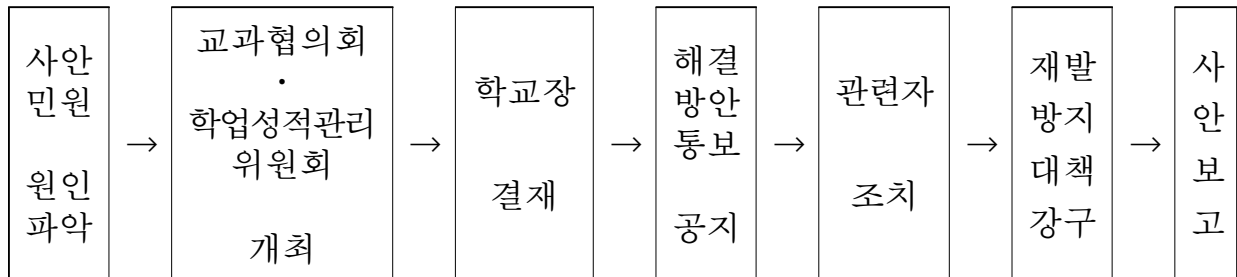 사안
민원
원인
파악
→
교과협의회
·
학업성적관리
위원회
개최
→
학교장
결재
→
해결
방안
통보
공지
→
관련자
조치
→
재발
방지
대책
강구
→
사
안
보
고